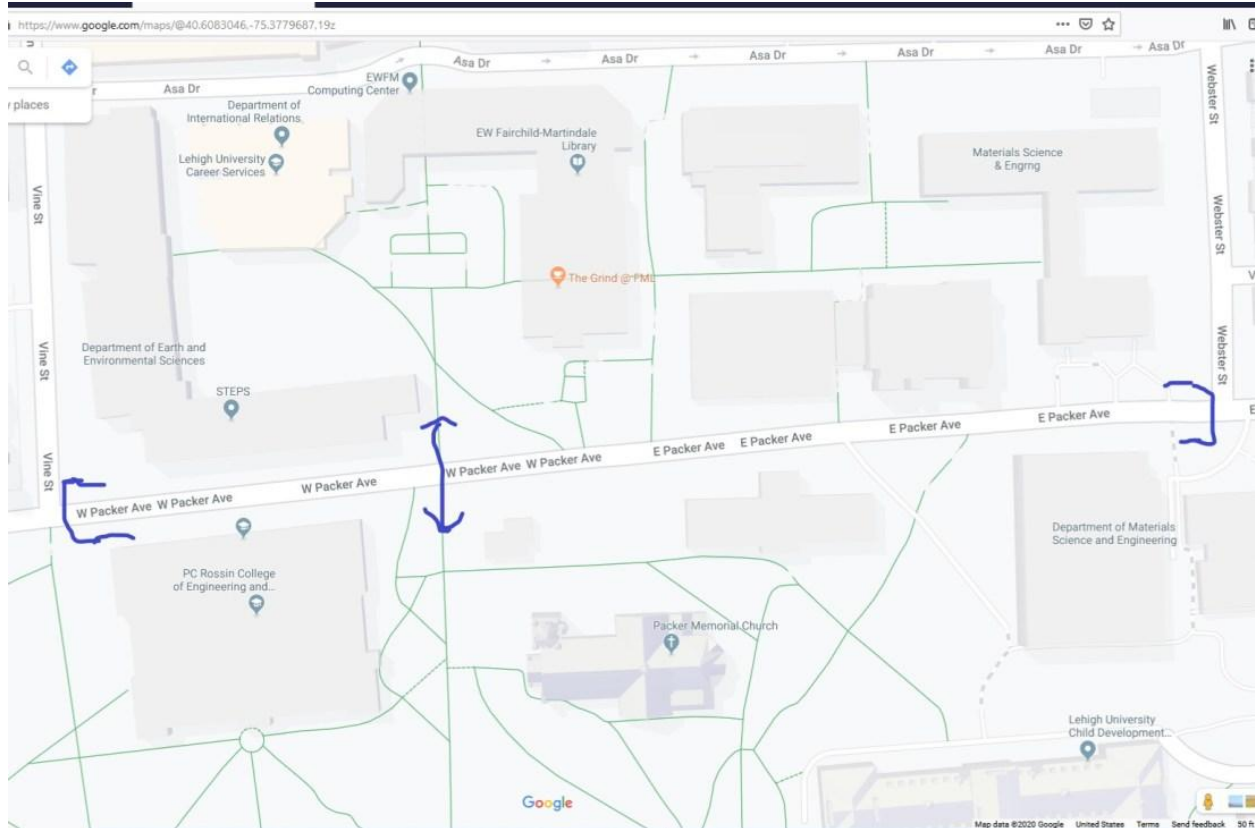 https://www.google.com/maps/@40.6083046,-75.3779687,19z
places
Asa Dr
Asa Dr
Asa Dr
Asa Dr
Asa Dr
Asa Dr
Asa Dr
EWFM
Computing Center
Department of
International Relations
Lehigh University
Career Services
EW Fairchild-Martindale
Library
Materials Science
& Engrng
Webster St
Webster St
Webster St
Vine St
Vine St
Vine St
The Grind @ FML
Department of Earth and
Environmental Sciences
STEPS
E Packer Ave
E Packer Ave
E Packer Ave
E Packer Ave
W Packer Ave
W Packer Ave
W Packer Ave
W Packer Ave
W Packer Ave
PC Rossin College
of Engineering and...
Department of Materials
Science and Engineering
Packer Memorial Church
Lehigh University
Child Development...
Google
Map data ©2020 Google United States Terms Send feedback 50 ft